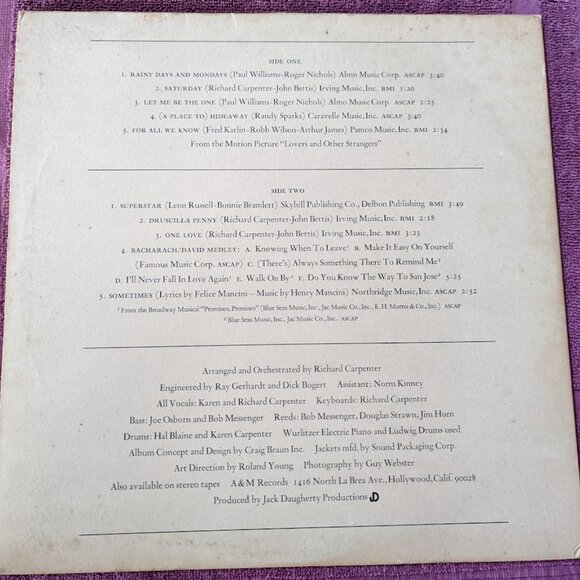 SIDE ONE
1. RAINY DAYS AND MONDAYS (Paul Williams-Roger Nichols) Almo Music Corp. ASCAP 3:40
2. SATURDAY (Richard Carpenter-John Bettis) Irving Music, Inc. BMI 1:20
3. LET ME BE THE ONE (Paul Williams-Roger Nichols) Almo Music Corp. ASCAP 2:25
4. (A PLACE TO) HIDEAWAY (Randy Sparks) Caravelle Music, Inc. ASCAP 3:40
5. FOR ALL WE KNOW (Fred Karlin-Robb Wilson-Arthur James) Pamco Music, Inc. BMI 2:34
From the Motion Picture "Lovers and Other Strangers"
SIDE TWO
1. SUPERSTAR (Leon Russell-Bonnie Bramlett) Skyhill Publishing Co., Delbon Publishing BMI 3:49
2. DRUSCILLA PENNY (Richard Carpenter-John Bettis) Irving Music, Inc. BMI 2:18
3. ONE LOVE (Richard Carpenter-John Bettis) Irving Music, Inc. BMI 3:23
4. BACHARACH/DAVID MEDLEY: A. Knowing When To Leave¹ B. Make It Easy On Yourself
(Famous Music Corp. ASCAP) C. (There's) Always Something There To Remind Me²
D. I'll Never Fall In Love Again¹ E. Walk On By² F. Do You Know The Way To San Jose² 5:25
5. SOMETIMES (Lyrics by Felice Mancini – Music by Henry Mancini) Northridge Music, Inc. ASCAP 2:52
¹ From the Broadway Musical "Promises, Promises" (Blue Seas Music, Inc., Jac Music Co., Inc., E. H. Morris & Co., Inc.) ASCAP
² Blue Seas Music, Inc., Jac Music Co., Inc. ASCAP
Arranged and Orchestrated by Richard Carpenter
Engineered by Ray Gerhardt and Dick Bogert Assistant: Norm Kinney
All Vocals: Karen and Richard Carpenter Keyboards: Richard Carpenter
Bass: Joe Osborn and Bob Messenger Reeds: Bob Messenger, Douglas Strawn, Jim Horn
Drums: Hal Blaine and Karen Carpenter Wurlitzer Electric Piano and Ludwig Drums used
Album Concept and Design by Craig Braun Inc. Jackets mfd. by Sound Packaging Corp.
Art Direction by Roland Young Photography by Guy Webster
Also available on stereo tapes A & M Records 1416 North La Brea Ave., Hollywood, Calif. 90028
Produced by Jack Daugherty Productions JD